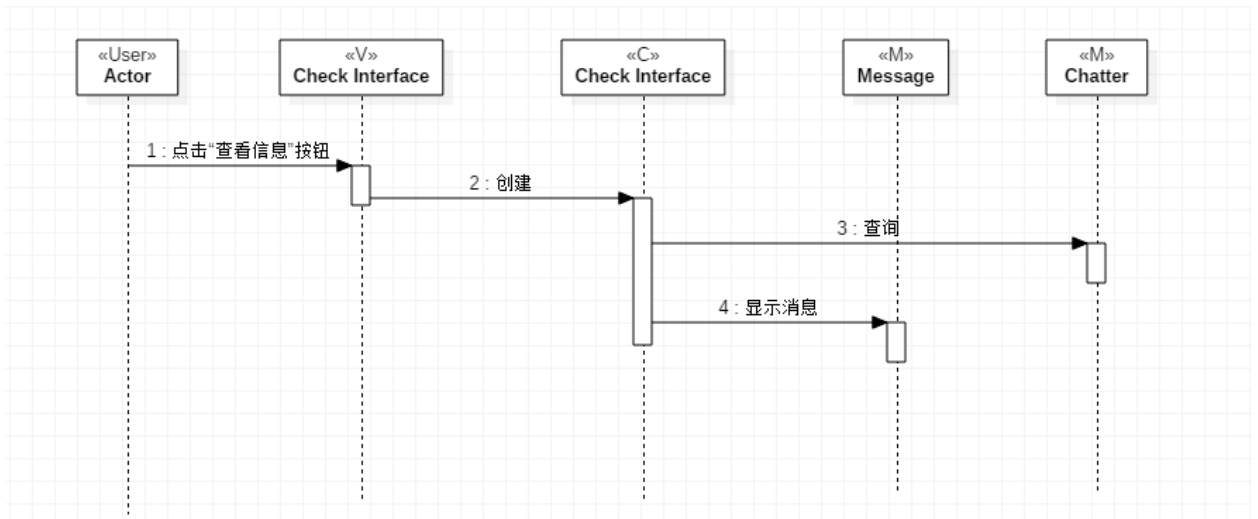 «User»
Actor
«V»
Check Interface
«C»
Check Interface
«M»
Message
«M»
Chatter
1 : 点击“查看信息”按钮
2 : 创建
3 : 查询
4 : 显示消息